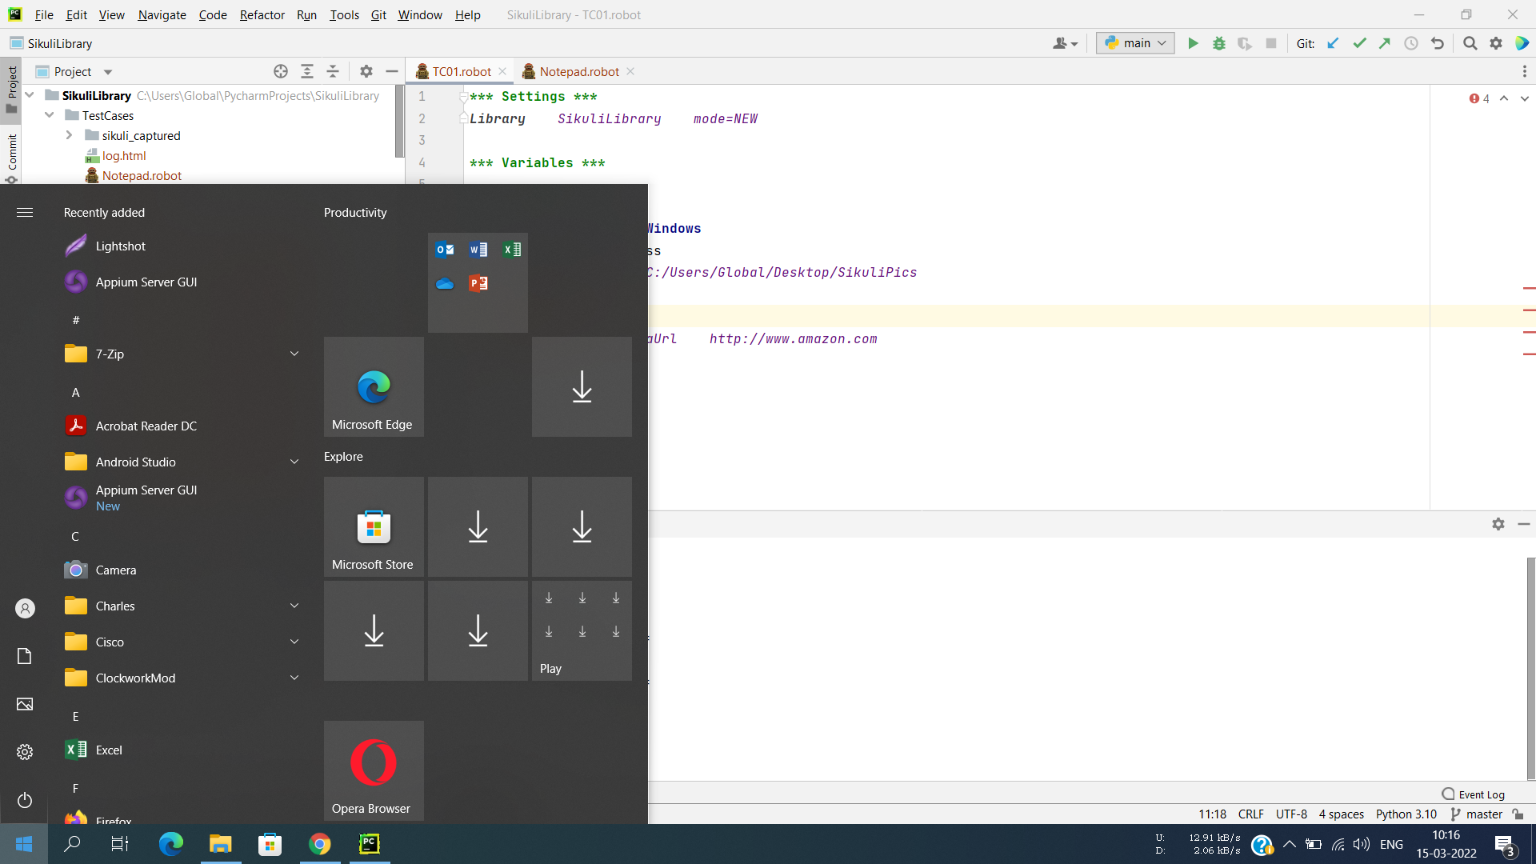 File Edit View Navigate Code Refactor Run Tools Git Window Help SikuliLibrary - TC01.robot
SikuliLibrary
main
Git:
Project
TC01.robot
Notepad.robot
Project
Commit
SikuliLibrary C:\Users\Global\PycharmProjects\SikuliLibrary
TestCases
sikuli_captured
log.html
Notepad.robot
1 *** Settings ***
2 Library SikuliLibrary mode=NEW
3
4 *** Variables ***
4
Windows
ss
C:/Users/Global/Desktop/SikuliPics
aUrl http://www.amazon.com
Recently added
Lightshot
Appium Server GUI
#
7-Zip
A
Acrobat Reader DC
Android Studio
Appium Server GUI
New
C
Camera
Charles
Cisco
ClockworkMod
E
Excel
F
Firefox
Productivity
Microsoft Edge
Explore
Microsoft Store
Play
Opera Browser
Event Log
11:18 CRLF UTF-8 4 spaces Python 3.10 master
U: 12.91 kB/s
D: 2.06 kB/s
ENG
10:16
15-03-2022
3